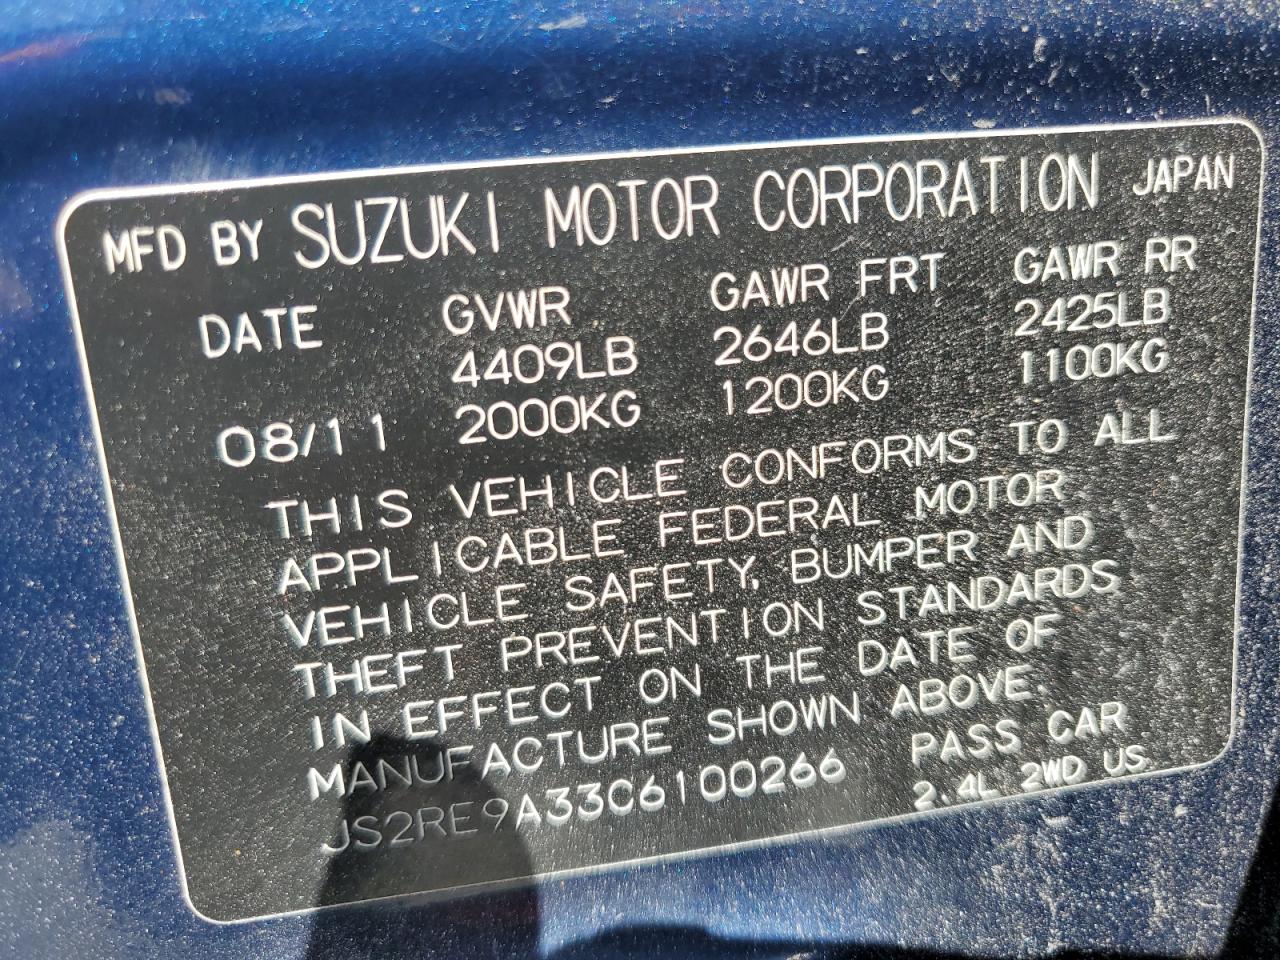 MFD BY SUZUKI MOTOR CORPORATION JAPAN
DATE GVWR GAWR FRT GAWR RR
4409LB 2646LB 2425LB
08/11 2000KG 1200KG 1100KG
THIS VEHICLE CONFORMS TO ALL
APPLICABLE FEDERAL MOTOR
VEHICLE SAFETY, BUMPER AND
THEFT PREVENTION STANDARDS
IN EFFECT ON THE DATE OF
MANUFACTURE SHOWN ABOVE.
JS2RE9A33C6100266 PASS CAR
2.4L 2WD US